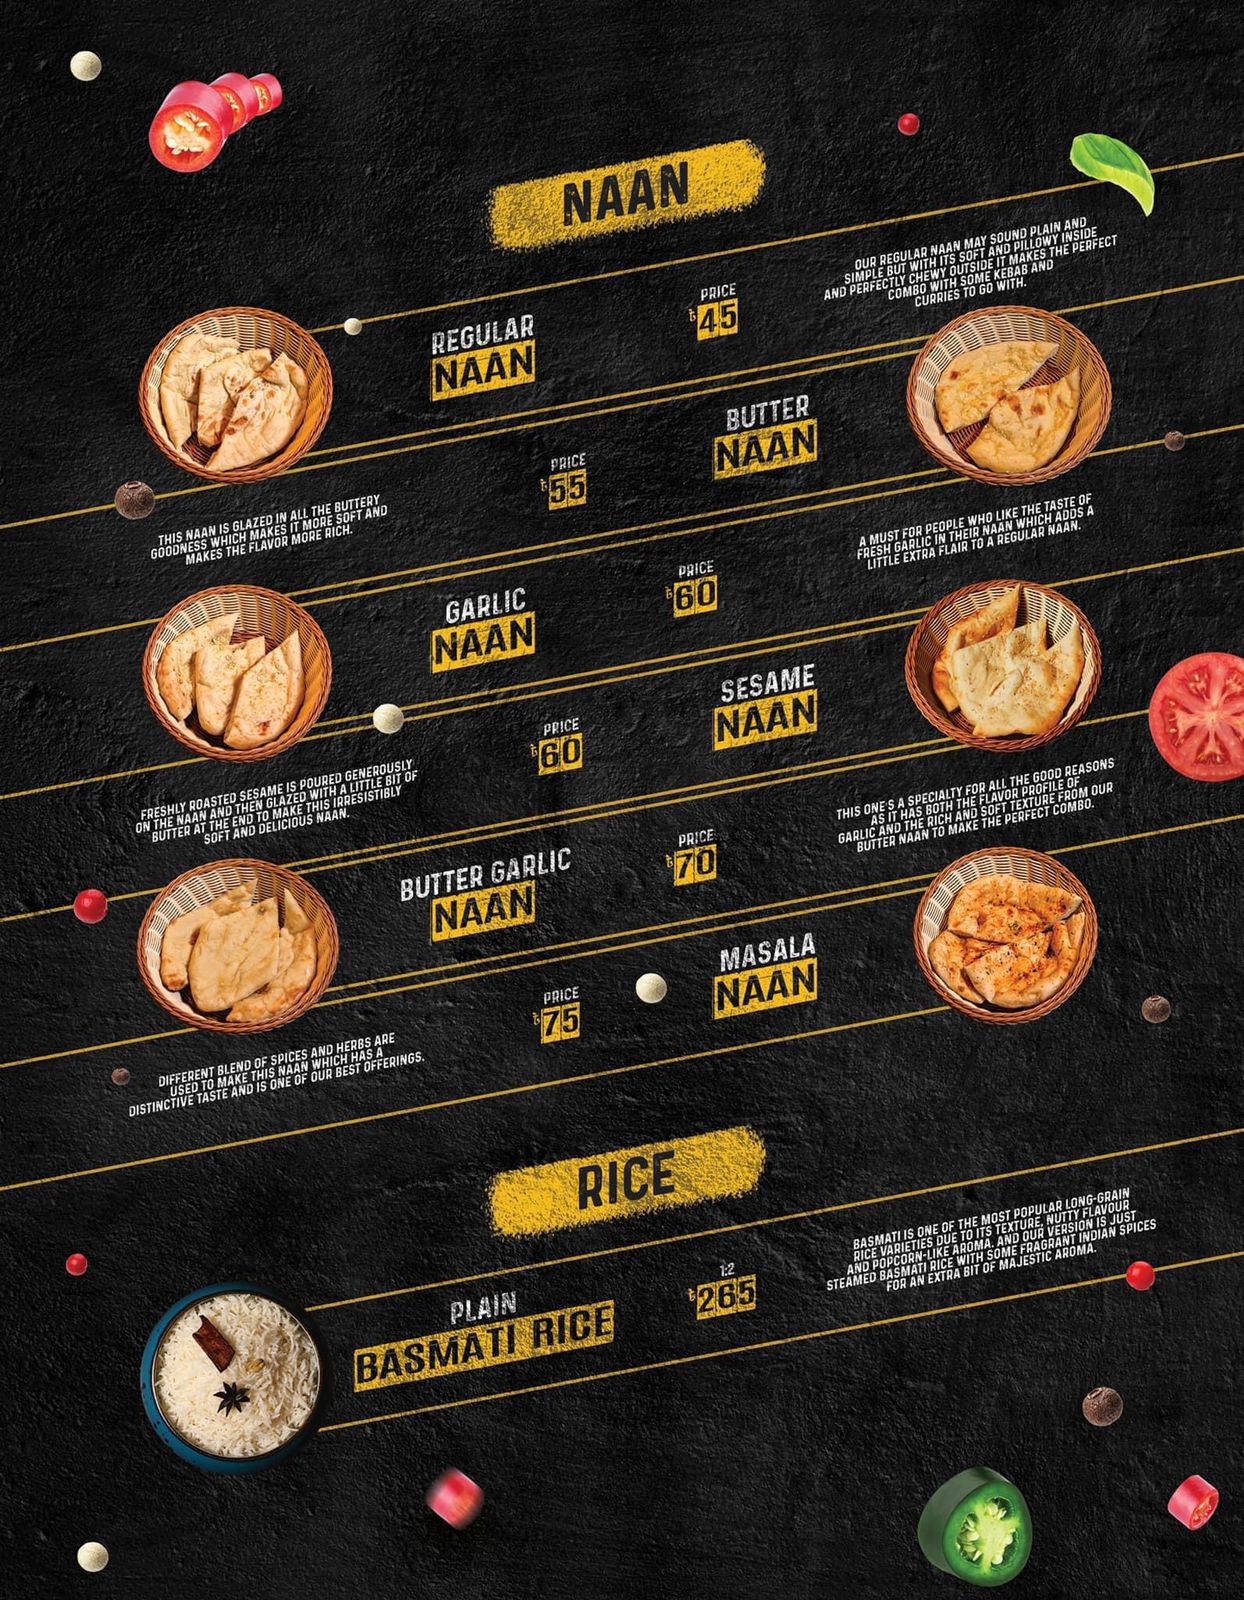 NAAN
REGULAR
NAAN
PRICE
৳45
OUR REGULAR NAAN MAY SOUND PLAIN AND
SIMPLE BUT WITH ITS SOFT AND PILLOWY INSIDE
AND PERFECTLY CHEWY OUTSIDE IT MAKES THE PERFECT
COMBO WITH SOME KEBAB AND
CURRIES TO GO WITH.
BUTTER
NAAN
PRICE
৳55
THIS NAAN IS GLAZED IN ALL THE BUTTERY
GOODNESS WHICH MAKES IT MORE SOFT AND
MAKES THE FLAVOR MORE RICH.
GARLIC
NAAN
PRICE
৳60
A MUST FOR PEOPLE WHO LIKE THE TASTE OF
FRESH GARLIC IN THEIR NAAN WHICH ADDS A
LITTLE EXTRA FLAIR TO A REGULAR NAAN.
SESAME
NAAN
PRICE
৳60
FRESHLY ROASTED SESAME IS POURED GENEROUSLY
ON THE NAAN AND THEN GLAZED WITH A LITTLE BIT OF
BUTTER AT THE END TO MAKE THIS IRRESISTIBLY
SOFT AND DELICIOUS NAAN.
BUTTER GARLIC
NAAN
PRICE
৳70
THIS ONE'S A SPECIALTY FOR ALL THE GOOD REASONS
AS IT HAS BOTH THE FLAVOR PROFILE OF
GARLIC AND THE RICH AND SOFT TEXTURE FROM OUR
BUTTER NAAN TO MAKE THE PERFECT COMBO.
MASALA
NAAN
PRICE
৳75
DIFFERENT BLEND OF SPICES AND HERBS ARE
USED TO MAKE THIS NAAN WHICH HAS A
DISTINCTIVE TASTE AND IS ONE OF OUR BEST OFFERINGS.
RICE
PLAIN
BASMATI RICE
1:2
৳265
BASMATI IS ONE OF THE MOST POPULAR LONG-GRAIN
RICE VARIETIES DUE TO ITS TEXTURE, NUTTY FLAVOUR
AND POPCORN-LIKE AROMA. AND OUR VERSION IS JUST
STEAMED BASMATI RICE WITH SOME FRAGRANT INDIAN SPICES
FOR AN EXTRA BIT OF MAJESTIC AROMA.